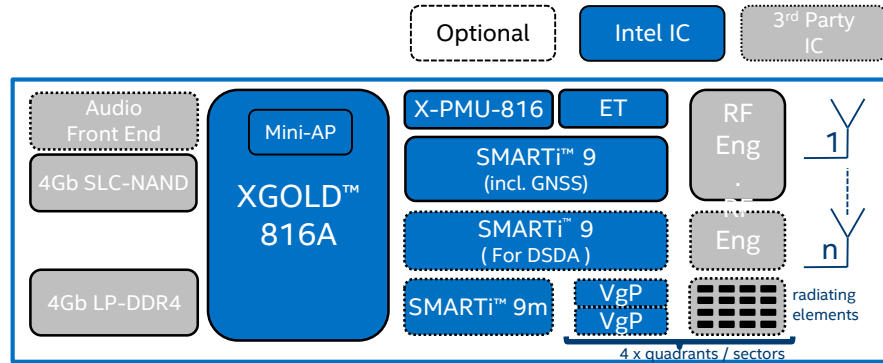 Optional
Intel IC
3rd Party
IC
Audio
Front End
4Gb SLC-NAND
4Gb LP-DDR4
Mini-AP
XGOLD™
816A
X-PMU-816
ET
SMARTi™ 9
(incl. GNSS)
SMARTi™ 9
( For DSDA )
SMARTi™ 9m
VgP
VgP
RF
Eng
.
RF
Eng
1
n
radiating
elements
4 x quadrants / sectors